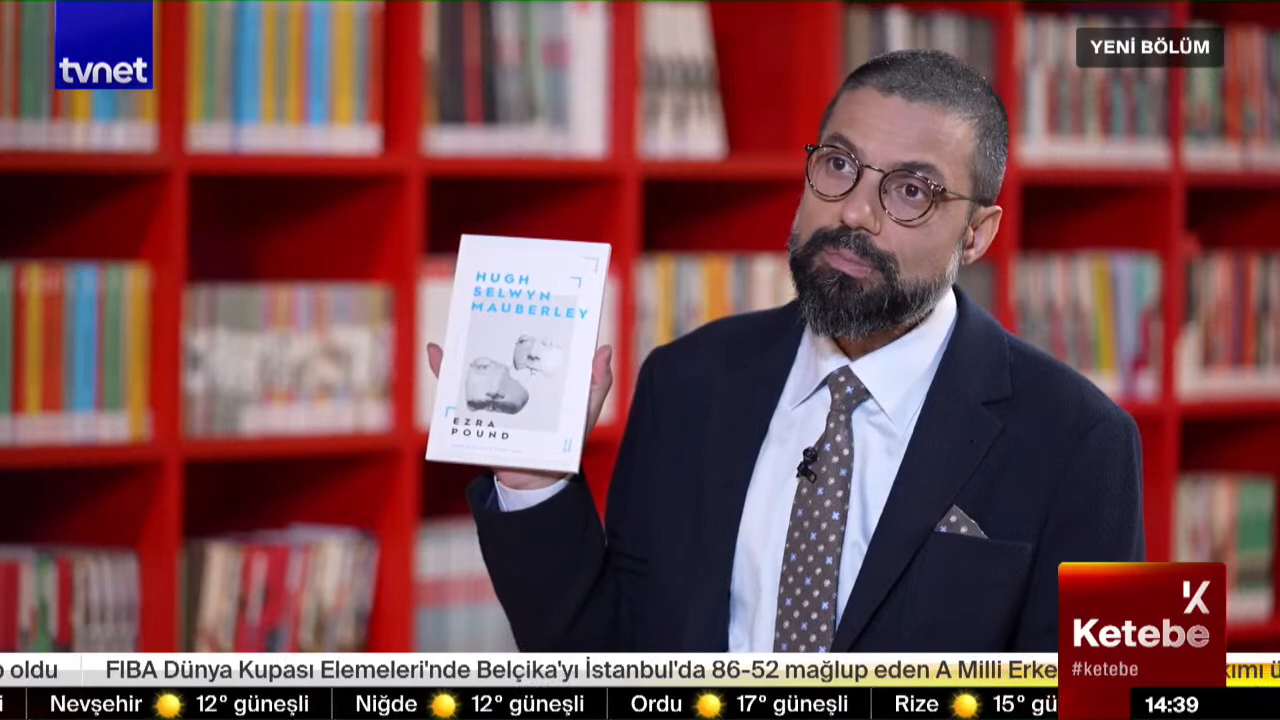 tvnet
YENİ BÖLÜM
HUGH
SELWYN
MAUBERLEY
EZRA
POUND
Ketebe
#ketebe
oldu
FIBA Dünya Kupası Elemeleri'nde Belçika'yı İstanbul'da 86-52 mağlup eden A Milli Erke
Nevşehir 12° güneşli
Niğde 12° güneşli
Ordu 17° güneşli
Rize 15° gü
14:39